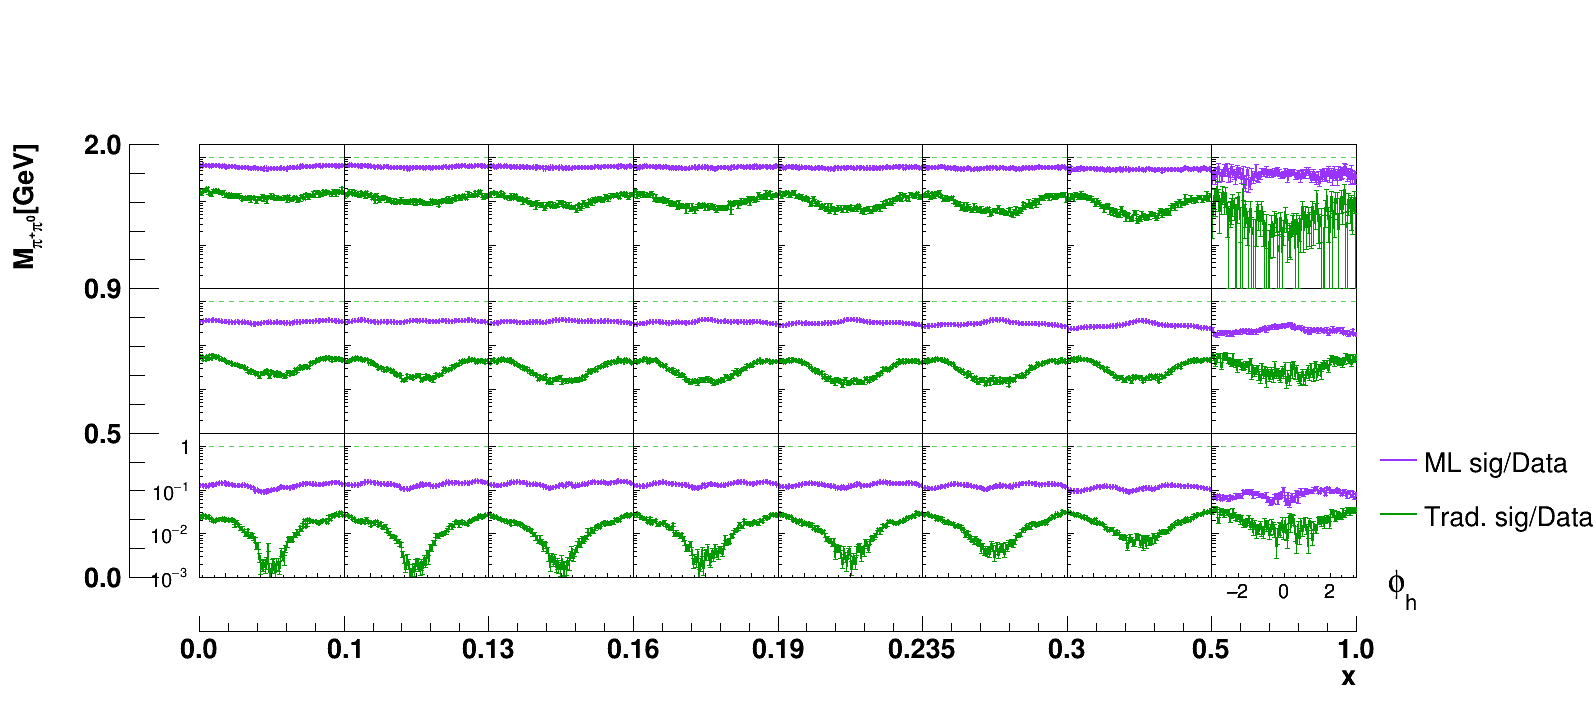 2.0
M π⁺π⁰ [GeV]
0.9
0.5
1
10⁻¹
ML sig/Data
10⁻²
Trad. sig/Data
0.0
10⁻³
−2 0 2
ϕ h
0.0 0.1 0.13 0.16 0.19 0.235 0.3 0.5 1.0
x